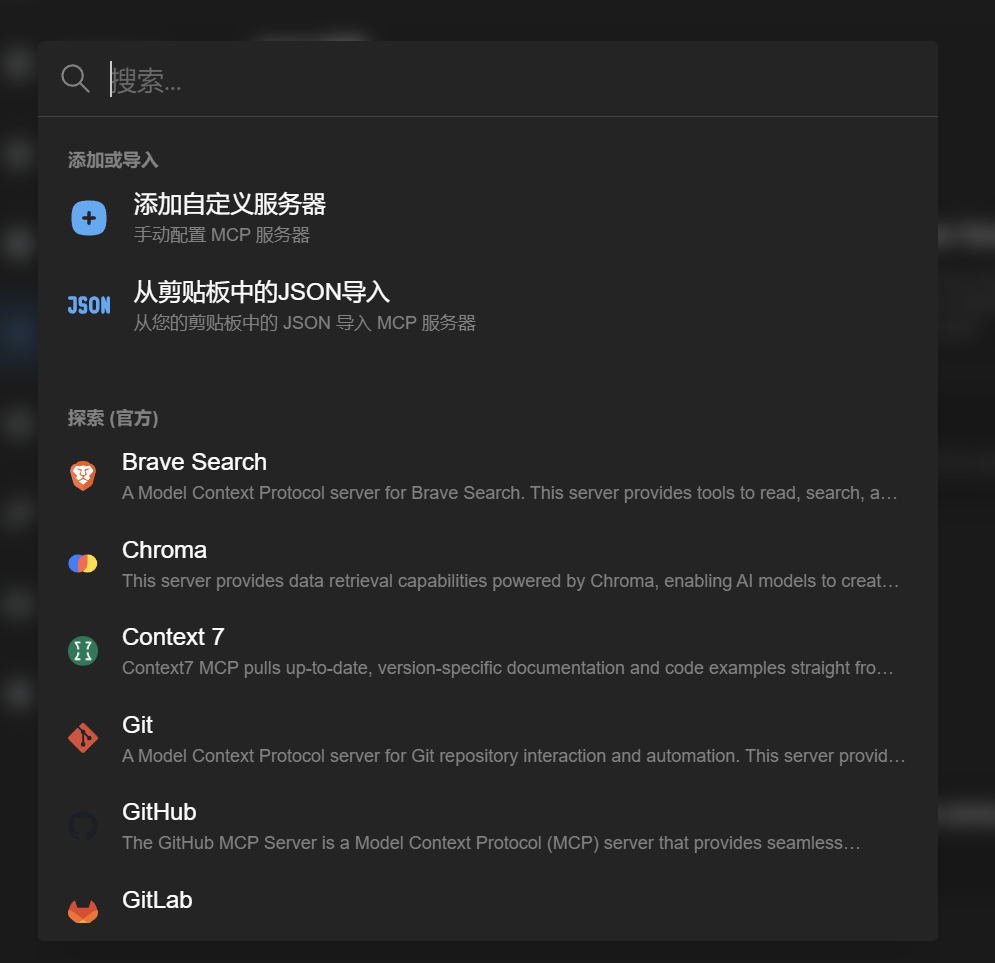 搜索...
添加或导入
添加自定义服务器
手动配置 MCP 服务器
JSON
从剪贴板中的JSON导入
从您的剪贴板中的 JSON 导入 MCP 服务器
探索 (官方)
Brave Search
A Model Context Protocol server for Brave Search. This server provides tools to read, search, a…
Chroma
This server provides data retrieval capabilities powered by Chroma, enabling AI models to creat…
Context 7
Context7 MCP pulls up-to-date, version-specific documentation and code examples straight fro…
Git
A Model Context Protocol server for Git repository interaction and automation. This server provid…
GitHub
The GitHub MCP Server is a Model Context Protocol (MCP) server that provides seamless…
GitLab